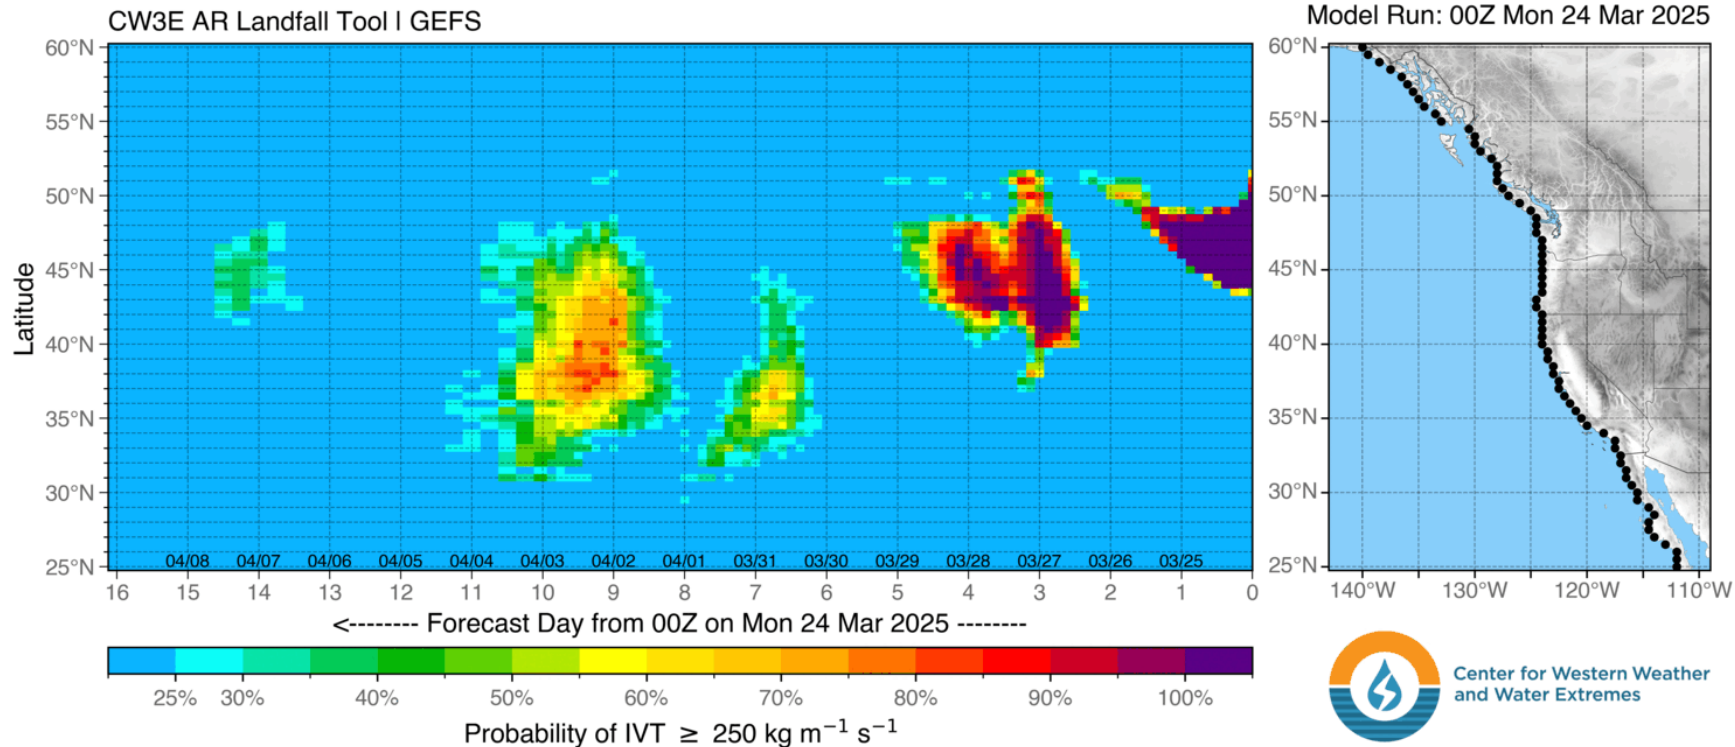 CW3E AR Landfall Tool | GEFS
Model Run: 00Z Mon 24 Mar 2025
60°N
55°N
50°N
45°N
40°N
35°N
30°N
25°N
Latitude
04/08 04/07 04/06 04/05 04/04 04/03 04/02 04/01 03/31 03/30 03/29 03/28 03/27 03/26 03/25
16 15 14 13 12 11 10 9 8 7 6 5 4 3 2 1 0
<-------- Forecast Day from 00Z on Mon 24 Mar 2025 --------
25% 30% 40% 50% 60% 70% 80% 90% 100%
Probability of IVT ≥ 250 kg m⁻¹ s⁻¹
60°N
55°N
50°N
45°N
40°N
35°N
30°N
25°N
140°W 130°W 120°W 110°W
Center for Western Weather
and Water Extremes